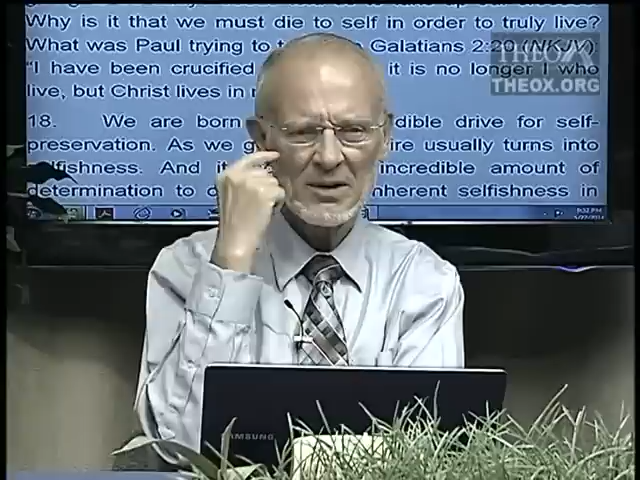 Why is it that we must die to self in order to truly live?
What was Paul trying to Galatians 2:20 (NKJV):
"I have been crucified it is no longer I who
live, but Christ lives in
18. We are born dible drive for self-
preservation. As we ire usually turns into
And incredible amount of
determination to nherent selfishness in
THEOX
THEOX.ORG
SAMSUNG